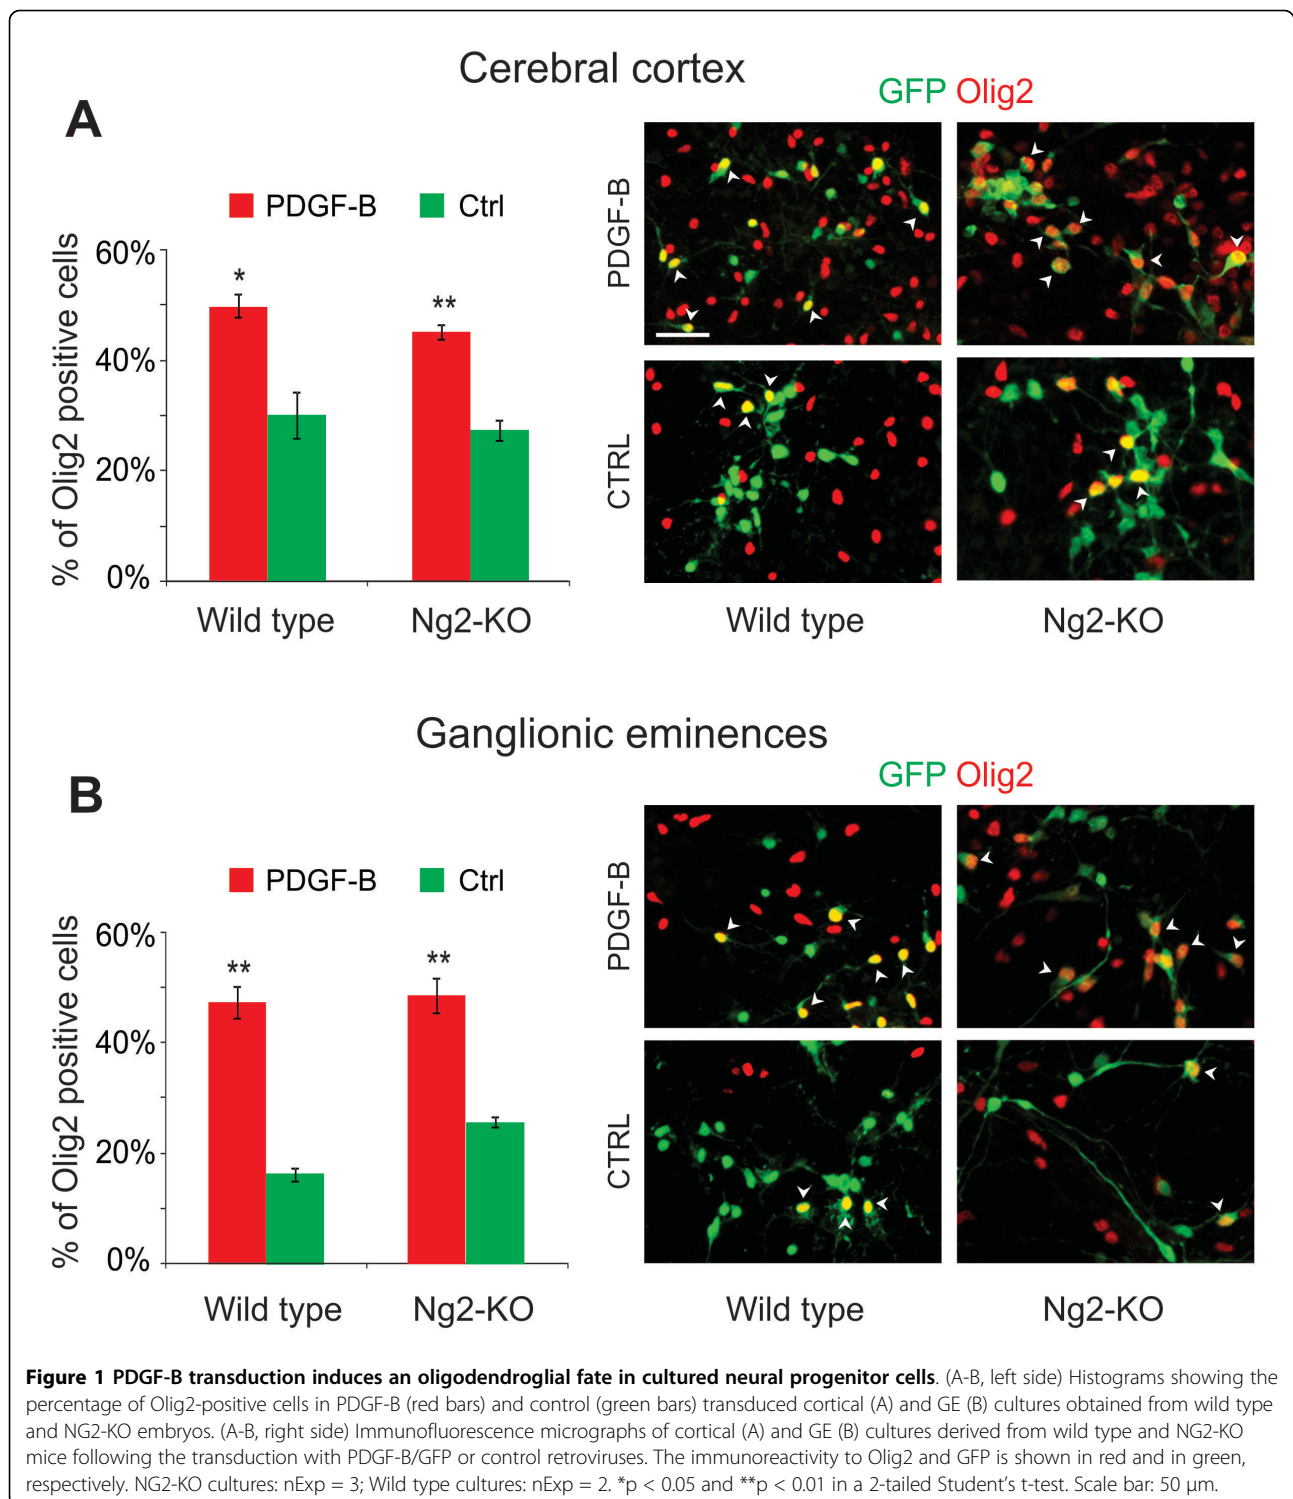 Cerebral cortex
A
GFP Olig2
PDGF-B Ctrl
% of Olig2 positive cells
60%
40%
20%
0%
*
**
Wild type Ng2-KO
PDGF-B
CTRL
Wild type Ng2-KO
Ganglionic eminences
B
GFP Olig2
PDGF-B Ctrl
% of Olig2 positive cells
60%
40%
20%
0%
**
**
Wild type Ng2-KO
PDGF-B
CTRL
Wild type Ng2-KO
Figure 1 PDGF-B transduction induces an oligodendroglial fate in cultured neural progenitor cells. (A-B, left side) Histograms showing the
percentage of Olig2-positive cells in PDGF-B (red bars) and control (green bars) transduced cortical (A) and GE (B) cultures obtained from wild type
and NG2-KO embryos. (A-B, right side) Immunofluorescence micrographs of cortical (A) and GE (B) cultures derived from wild type and NG2-KO
mice following the transduction with PDGF-B/GFP or control retroviruses. The immunoreactivity to Olig2 and GFP is shown in red and in green,
respectively. NG2-KO cultures: nExp = 3; Wild type cultures: nExp = 2. *p < 0.05 and **p < 0.01 in a 2-tailed Student's t-test. Scale bar: 50 μm.